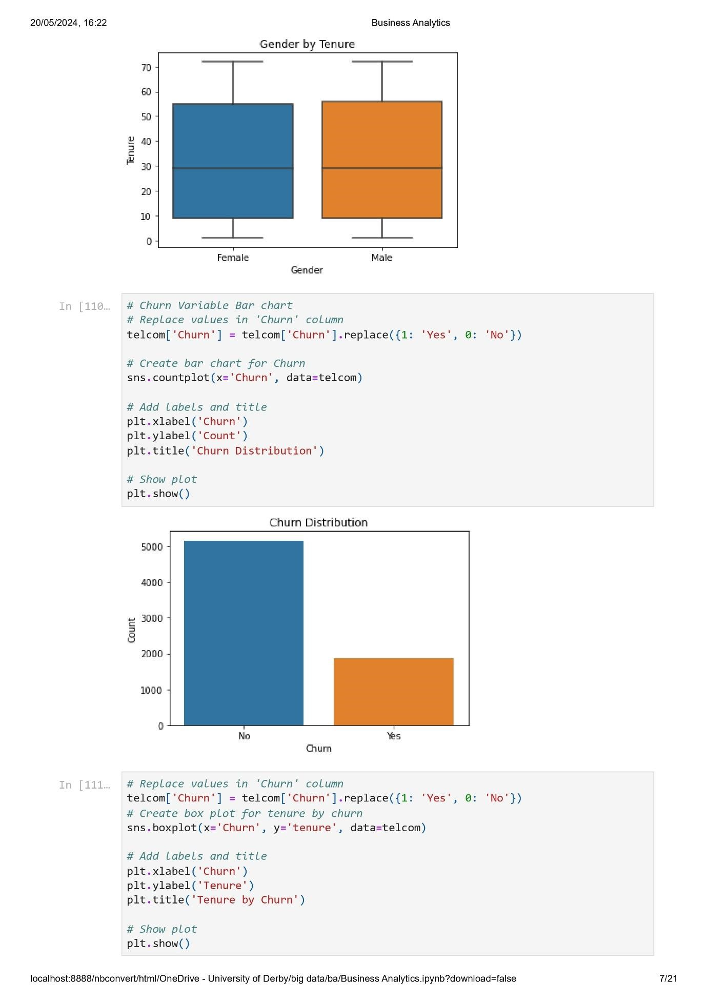 20/05/2024, 16:22
Business Analytics
Gender by Tenure
70
60
50
40
30
20
10
0
Tenure
Female
Male
Gender
In [110…
# Churn Variable Bar chart
# Replace values in 'Churn' column
telcom['Churn'] = telcom['Churn'].replace({1: 'Yes', 0: 'No'})
# Create bar chart for Churn
sns.countplot(x='Churn', data=telcom)
# Add labels and title
plt.xlabel('Churn')
plt.ylabel('Count')
plt.title('Churn Distribution')
# Show plot
plt.show()
Churn Distribution
5000
4000
3000
2000
1000
0
Count
No
Yes
Churn
In [111…
# Replace values in 'Churn' column
telcom['Churn'] = telcom['Churn'].replace({1: 'Yes', 0: 'No'})
# Create box plot for tenure by churn
sns.boxplot(x='Churn', y='tenure', data=telcom)
# Add labels and title
plt.xlabel('Churn')
plt.ylabel('Tenure')
plt.title('Tenure by Churn')
# Show plot
plt.show()
localhost:8888/nbconvert/html/OneDrive - University of Derby/big data/ba/Business Analytics.ipynb?download=false
7/21